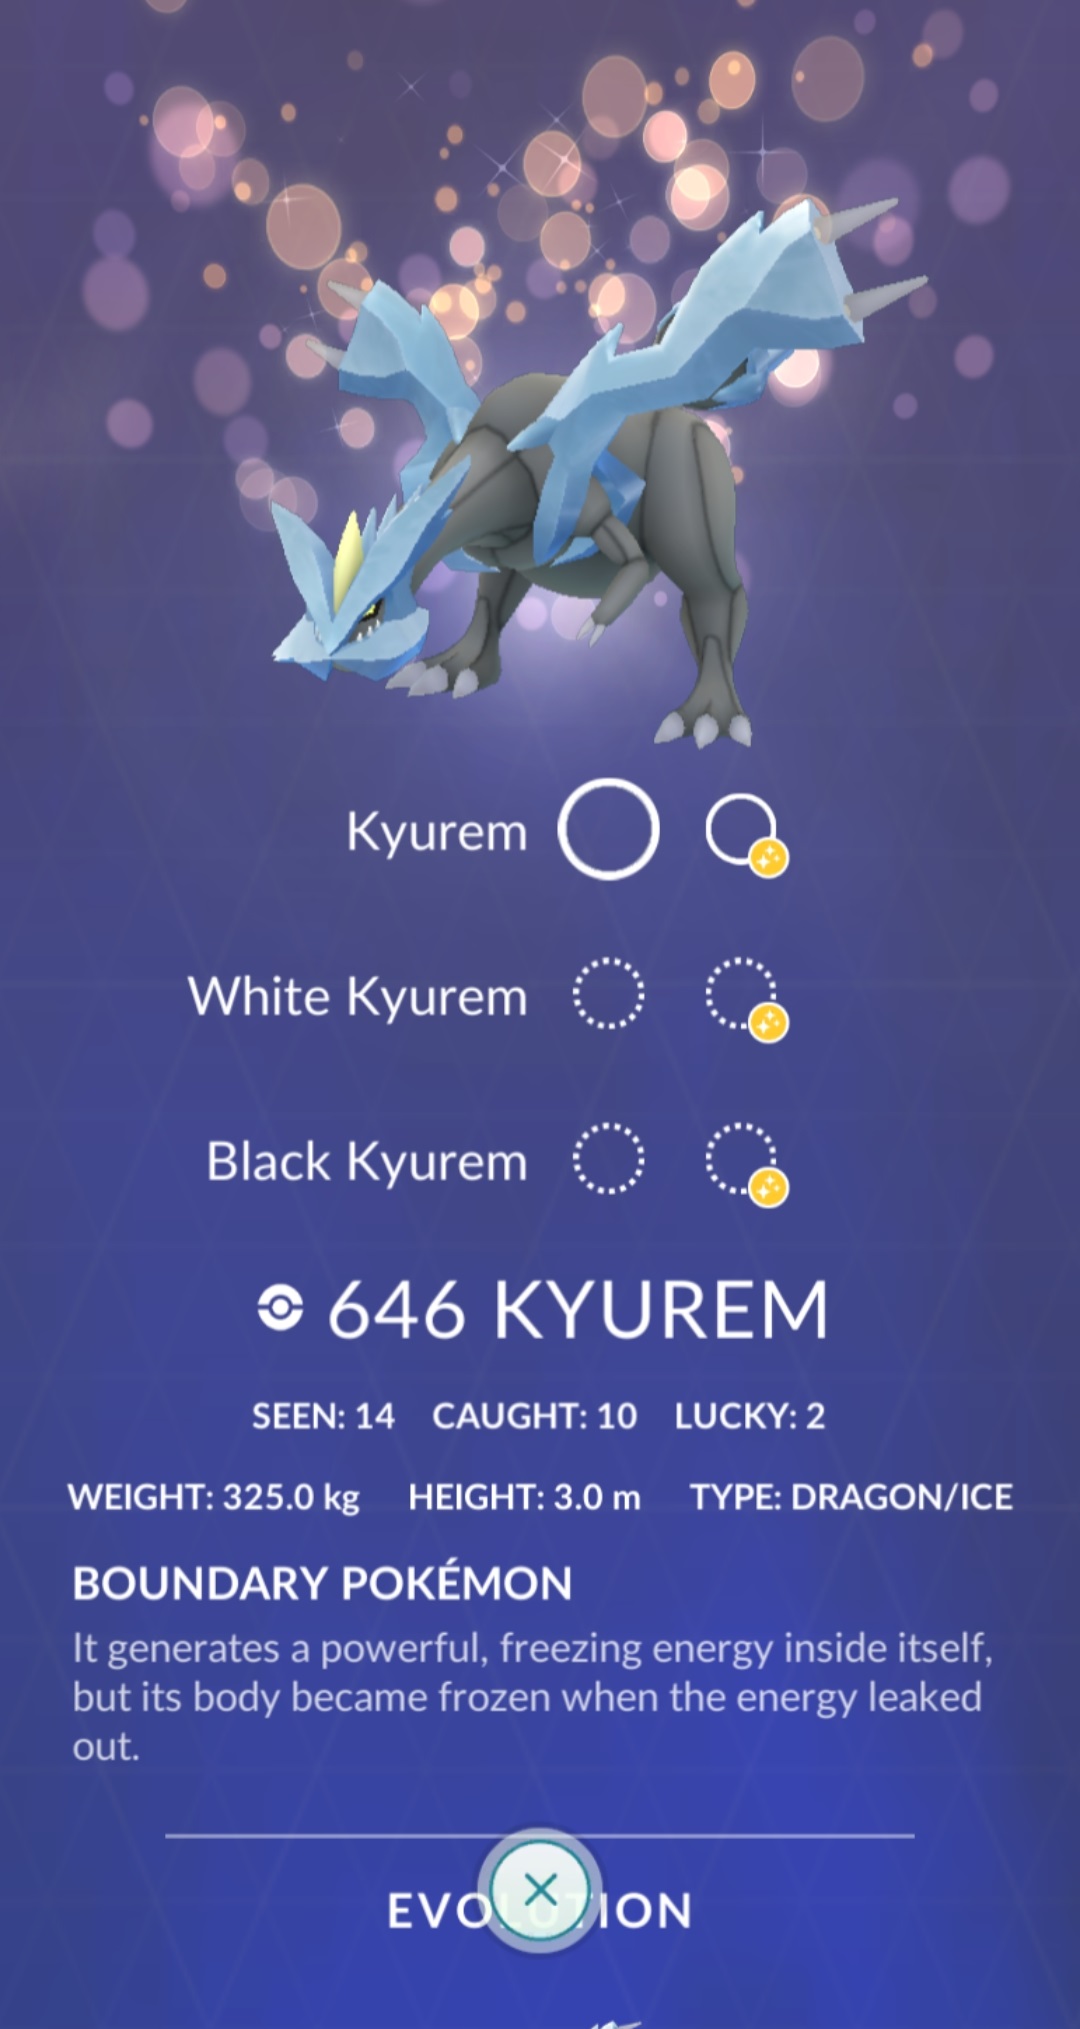 Kyurem
White Kyurem
Black Kyurem
646 KYUREM
SEEN: 14 CAUGHT: 10 LUCKY: 2
WEIGHT: 325.0 kg HEIGHT: 3.0 m TYPE: DRAGON/ICE
BOUNDARY POKÉMON
It generates a powerful, freezing energy inside itself,
but its body became frozen when the energy leaked
out.
EVOLUTION